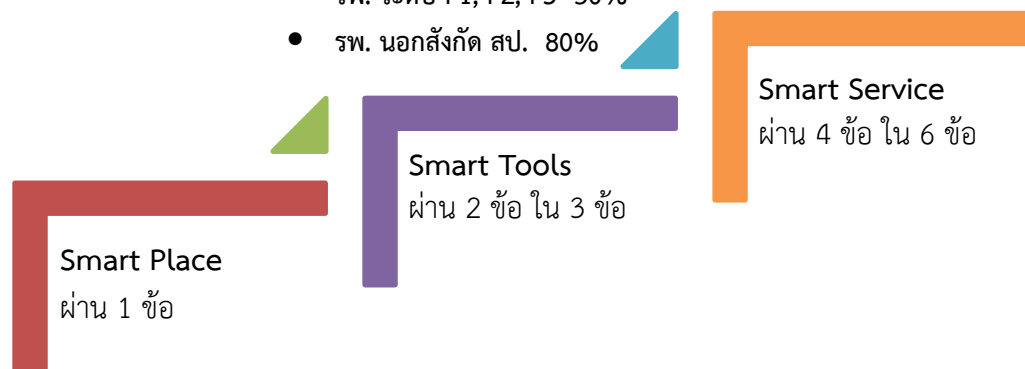 ● รพ. นอกสังกัด สป. 80%
Smart Service
ผ่าน 4 ข้อ ใน 6 ข้อ
Smart Tools
ผ่าน 2 ข้อ ใน 3 ข้อ
Smart Place
ผ่าน 1 ข้อ